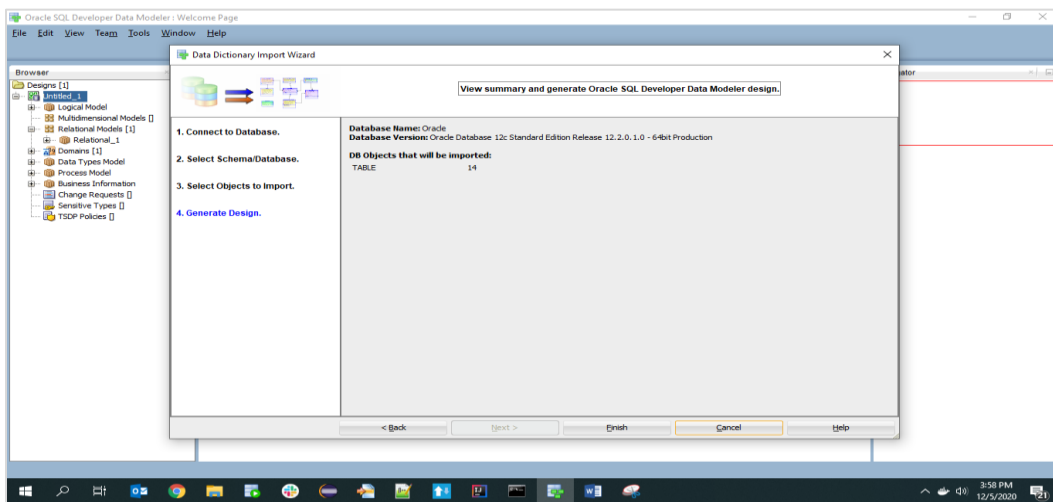 Oracle SQL Developer Data Modeler : Welcome Page
File Edit View Team Tools Window Help
Data Dictionary Import Wizard
Browser
Designs [1]
Untitled_1
Logical Model
Multidimensional Models []
Relational Models [1]
Relational_1
Domains [1]
Data Types Model
Process Model
Business Information
Change Requests []
Sensitive Types []
TSDP Policies []
View summary and generate Oracle SQL Developer Data Modeler design.
1. Connect to Database.
2. Select Schema/Database.
3. Select Objects to Import.
4. Generate Design.
Database Name: Oracle
Database Version: Oracle Database 12c Standard Edition Release 12.2.0.1.0 - 64bit Production
DB Objects that will be imported:
TABLE 14
< Back Next > Finish Cancel Help
ator
3:58 PM
12/5/2020